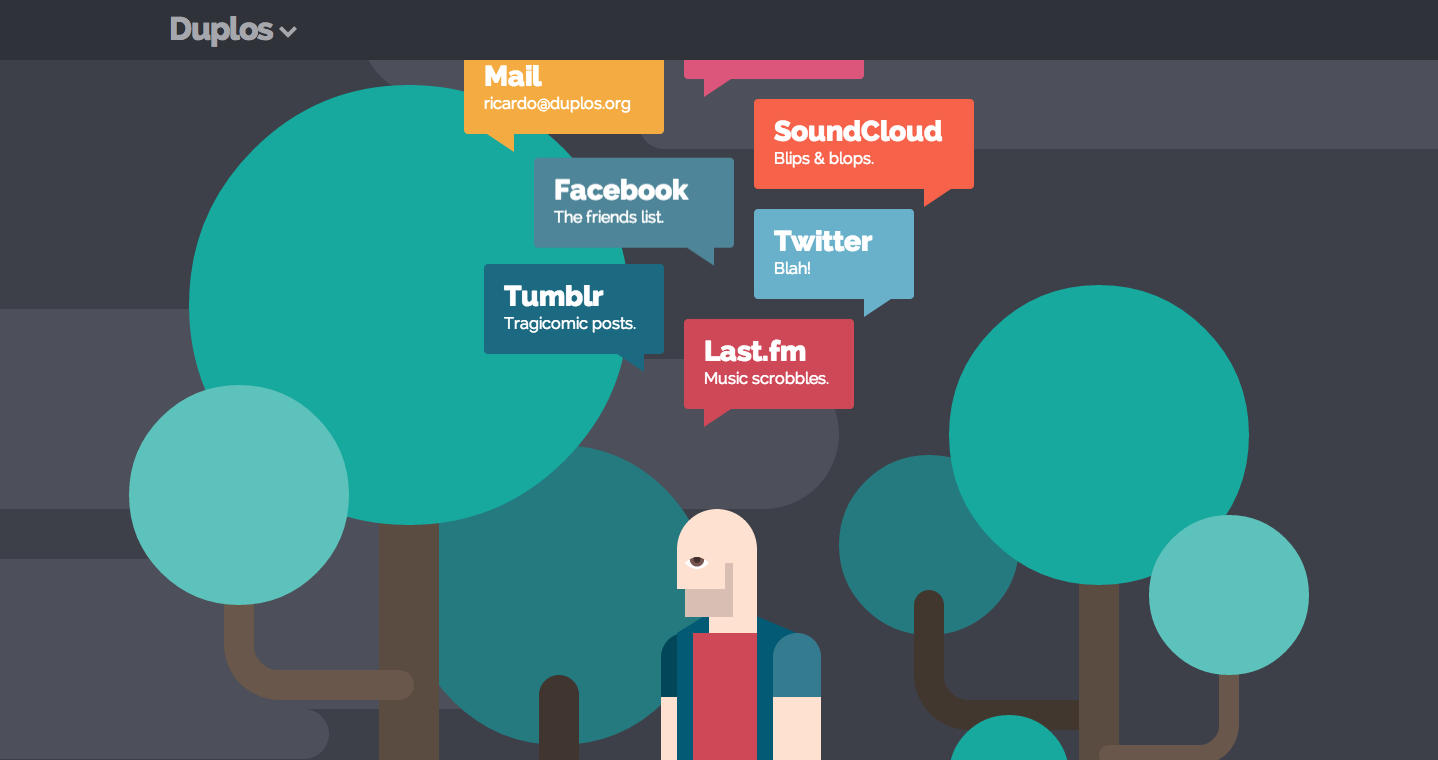 Duplos
Mail
ricardo@duplos.org
SoundCloud
Blips & blops.
Facebook
The friends list.
Twitter
Blah!
Tumblr
Tragicomic posts.
Last.fm
Music scrobbles.